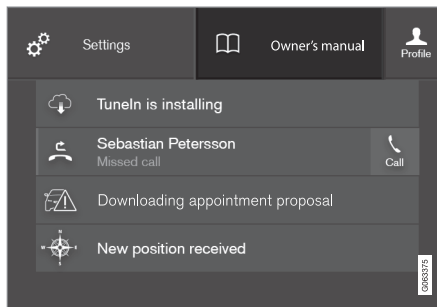 Settings
Owner's manual
Profile
TuneIn is installing
Sebastian Petersson
Missed call
Call
Downloading appointment proposal
New position received
G063375